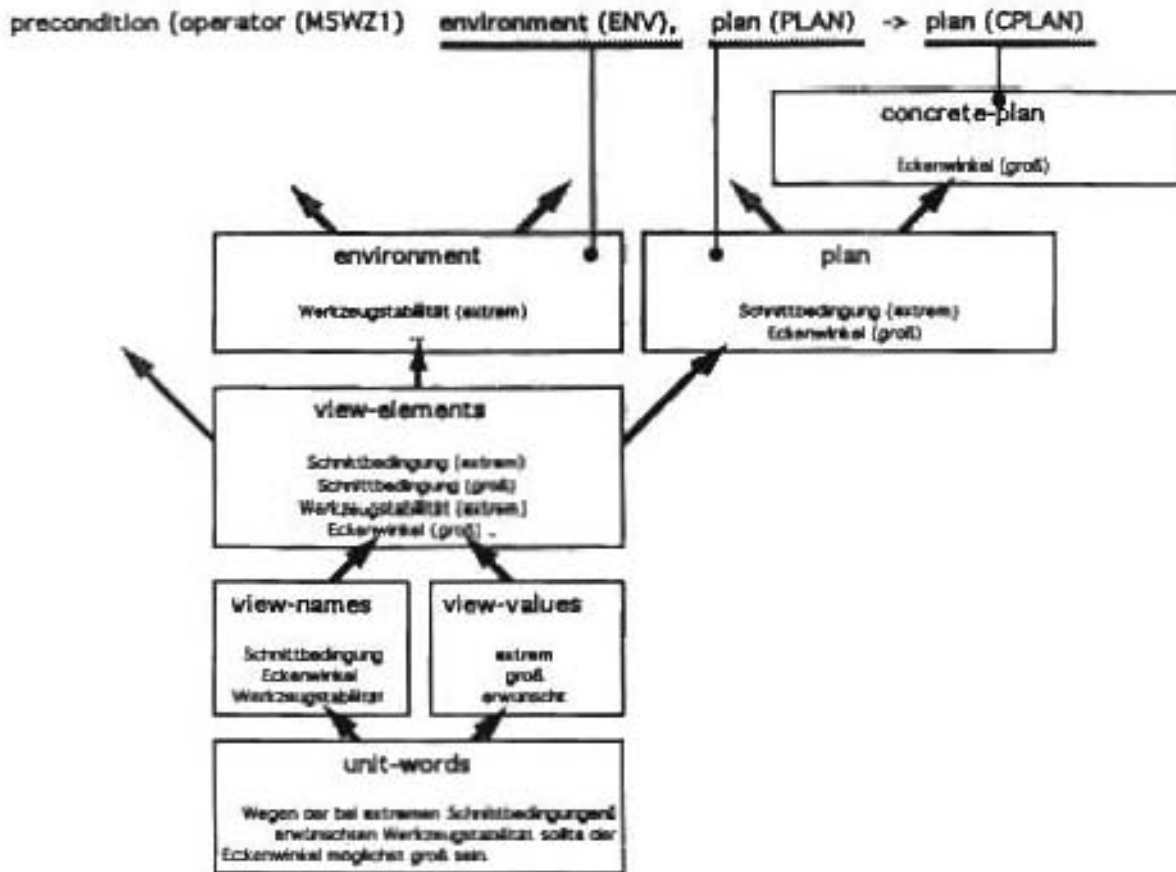 precondition (operator (MSWZ1) environment (ENV), plan (PLAN) -> plan (CPLAN)
concrete-plan
Eckenwinkel (groß)
environment
Werkzeugstabilität (extrem)
...
plan
Schnittbedingung (extrem)
Eckenwinkel (groß)
view-elements
Schnittbedingung (extrem)
Schnittbedingung (groß)
Werkzeugstabilität (extrem)
Eckenwinkel (groß) ..
view-names
Schnittbedingung
Eckenwinkel
Werkzeugstabilität
view-values
extrem
groß
erwünscht
unit-words
Wegen der bei extremen Schnittbedingungen
erwünschten Werkzeugstabilität sollte der
Eckenwinkel möglichst groß sein.